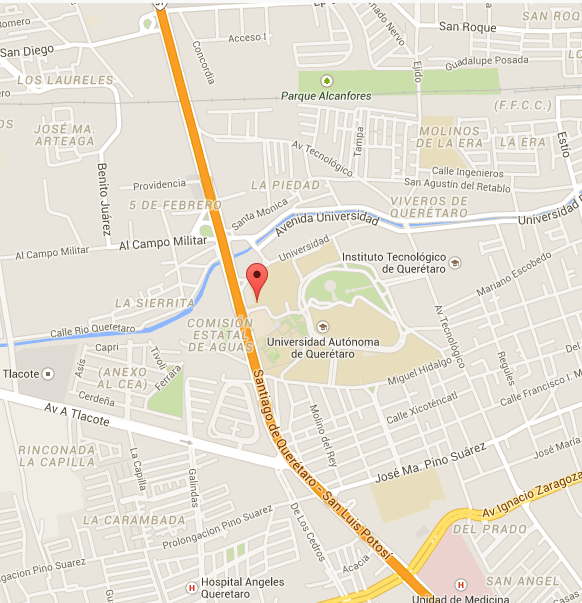 San Diego
Acceso 1
Concordia
LOS LAURELES
JOSÉ MA.
ARTEAGA
Benito Juárez
Parque Alcanfores
San Roque
SAN ROQUE
Ejido
Guadalupe Posada
(F.F.C.C.)
MOLINOS
DE LA ERA
LA ERA
Estío
Tampa
Av Tecnológico
Calle Ingenieros
San Agustín del Retablo
Providencia
LA PIEDAD
5 DE FEBRERO
Santa Monica
Avenida Universidad
VIVEROS DE
QUERÉTARO
Universidad
Al Campo Militar
Al Campo Militar
Universidad
Instituto Tecnológico
de Querétaro
Mariano Escobedo
LA SIERRITA
Calle Rio Querétaro
COMISIÓN
ESTATAL
DE AGUAS
Universidad Autónoma
de Querétaro
Av Tecnológico
Regules
Del
Capri
Tivoli
Ferrara
Asís
Tlacote
(ANEXO
AL CEA)
Cerdeña
Av A Tlacote
Miguel Hidalgo
Calle Xicoténcatl
Calle Francisco I. M
Molino del Rey
Santiago de Querétaro - San Luis Potosí
RINCONADA
LA CAPILLA
La Capilla
Galindas
José Ma. Pino Suárez
José María
Av Ignacio Zaragoza
DEL PRADO
LA CARAMBADA
Prolongacion Pino Suarez
De Los Cedros
Acacia
SAN ANGEL
Hospital Angeles
Queretaro
Unidad de Medicina